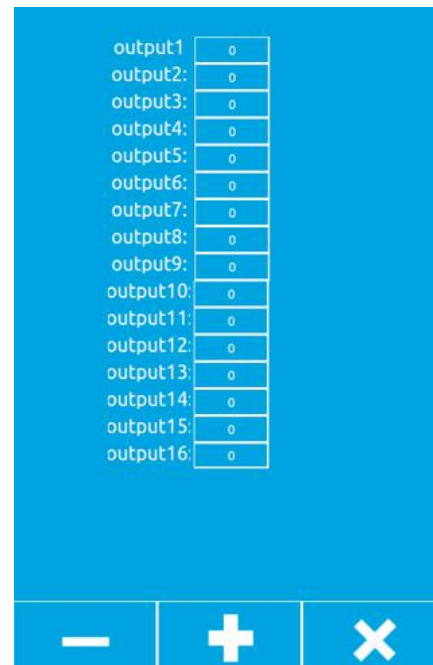 output1 0
output2: 0
output3: 0
output4: 0
output5: 0
output6: 0
output7: 0
output8: 0
output9: 0
output10: 0
output11: 0
output12: 0
output13: 0
output14: 0
output15: 0
output16: 0